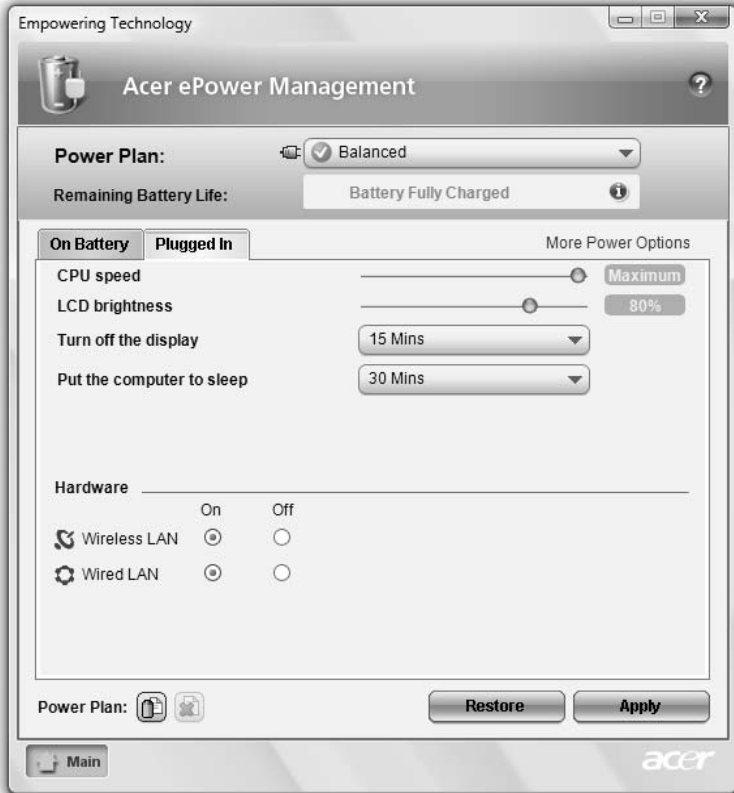 Empowering Technology
Acer ePower Management
?
Power Plan: Balanced
Remaining Battery Life: Battery Fully Charged i
On Battery Plugged In More Power Options
CPU speed Maximum
LCD brightness 80%
Turn off the display 15 Mins
Put the computer to sleep 30 Mins
Hardware
On Off
Wireless LAN
Wired LAN
Power Plan: Restore Apply
Main acer